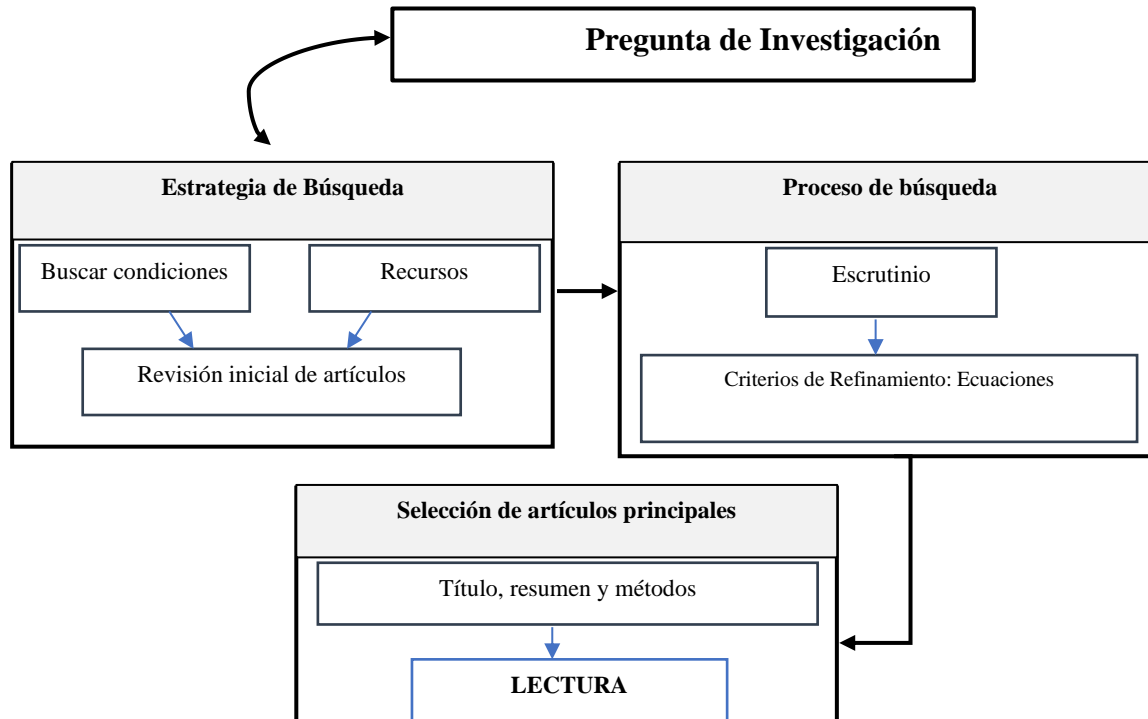 Pregunta de Investigación
Estrategia de Búsqueda
Buscar condiciones
Recursos
Revisión inicial de artículos
Proceso de búsqueda
Escrutinio
Criterios de Refinamiento: Ecuaciones
Selección de artículos principales
Título, resumen y métodos
LECTURA